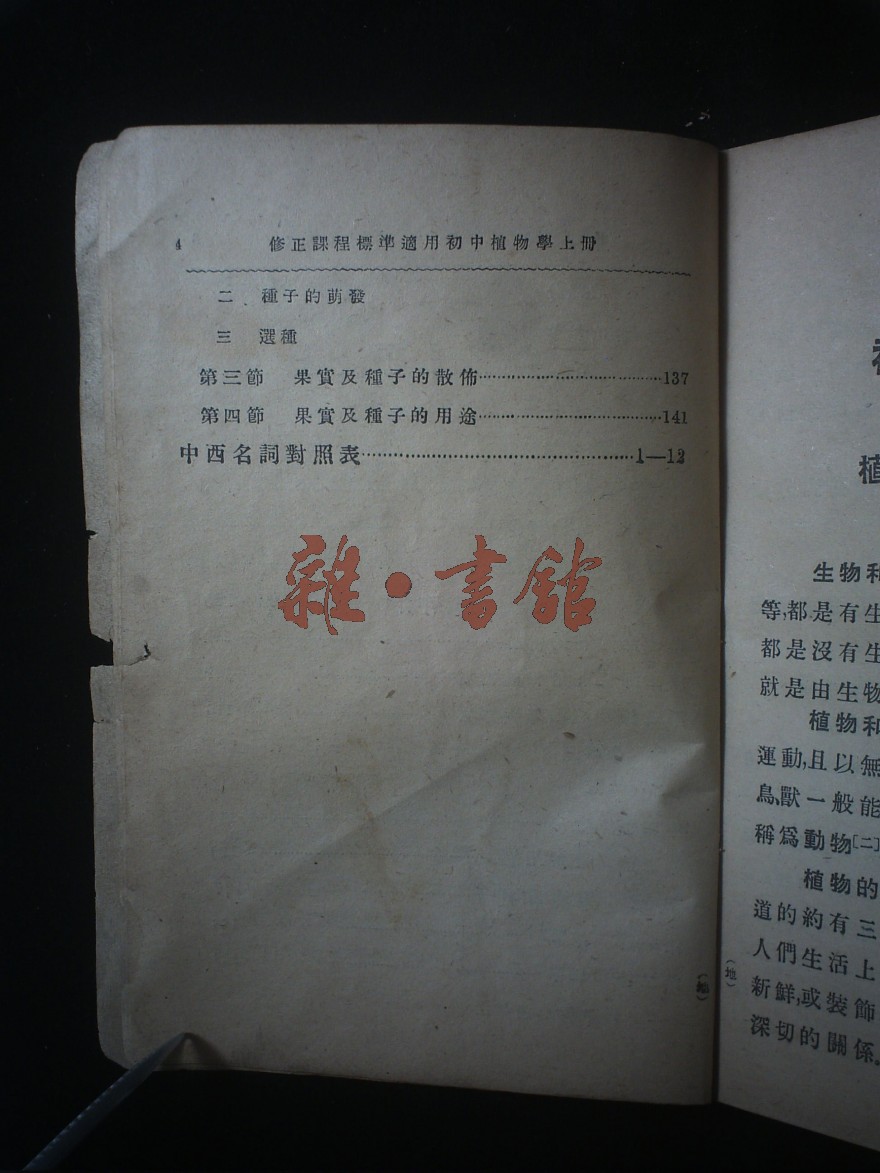 4 修正課程標準適用初中植物學上冊
二 種子的萌發
三 選種
第三節 果實及種子的散佈……137
第四節 果實及種子的用途……141
中西名詞對照表……1—12
雜·書館
(地)
植
生物和
等,都是有生
都是沒有生
就是由生物
植物和
運動,且以無
鳥、獸一般能
稱爲動物[二]
植物的
道的約有三
人們生活上
新鮮,或裝飾
深切的關係.
(地)